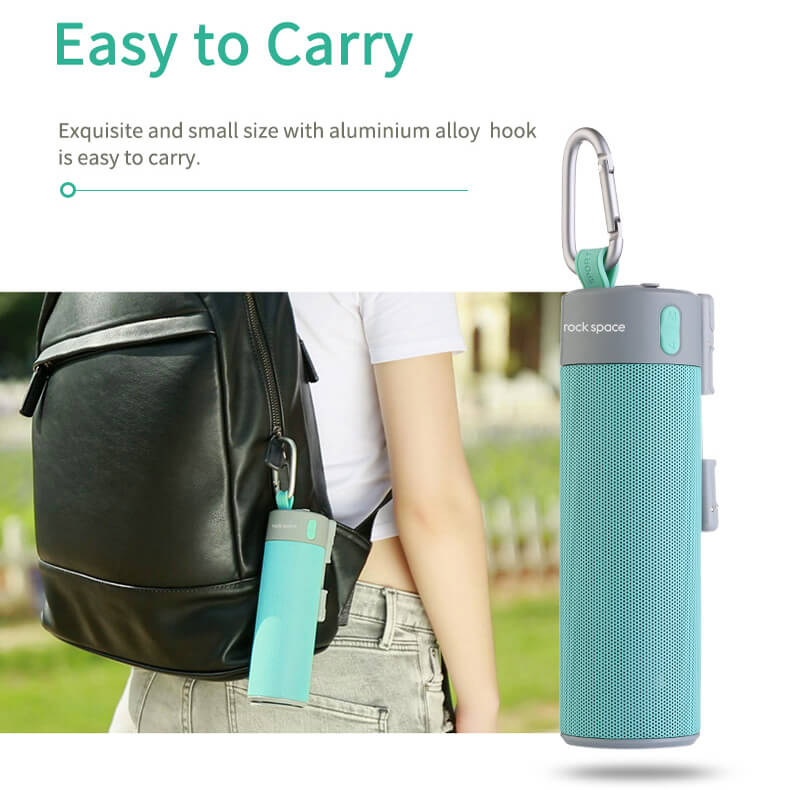 Easy to Carry
Exquisite and small size with aluminium alloy hook
is easy to carry.
rock space
rock space